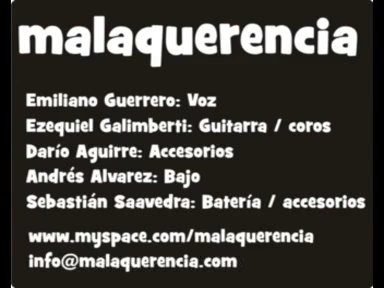 malaquerencia
Emiliano Guerrero: Voz
Ezequiel Galimberti: Guitarra / coros
Darío Aguirre: Accesorios
Andrés Alvarez: Bajo
Sebastián Saavedra: Batería / accesorios
www.myspace.com/malaquerencia
info@malaquerencia.com